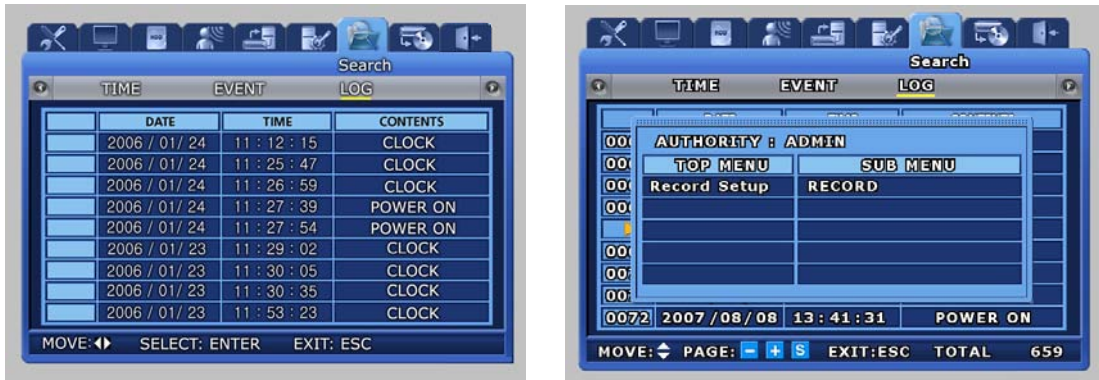 Search
TIME EVENT LOG
DATE TIME CONTENTS
2006 / 01/ 24 11 : 12 : 15 CLOCK
2006 / 01/ 24 11 : 25 : 47 CLOCK
2006 / 01/ 24 11 : 26 : 59 CLOCK
2006 / 01/ 24 11 : 27 : 39 POWER ON
2006 / 01/ 24 11 : 27 : 54 POWER ON
2006 / 01/ 23 11 : 29 : 02 CLOCK
2006 / 01/ 23 11 : 30 : 05 CLOCK
2006 / 01/ 23 11 : 30 : 35 CLOCK
2006 / 01/ 23 11 : 53 : 23 CLOCK
MOVE: SELECT: ENTER EXIT: ESC
Search
TIME EVENT LOG
AUTHORITY : ADMIN
TOP MENU SUB MENU
Record Setup RECORD
0072 2007/08/08 13:41:31 POWER ON
MOVE: PAGE: - + S EXIT:ESC TOTAL 659